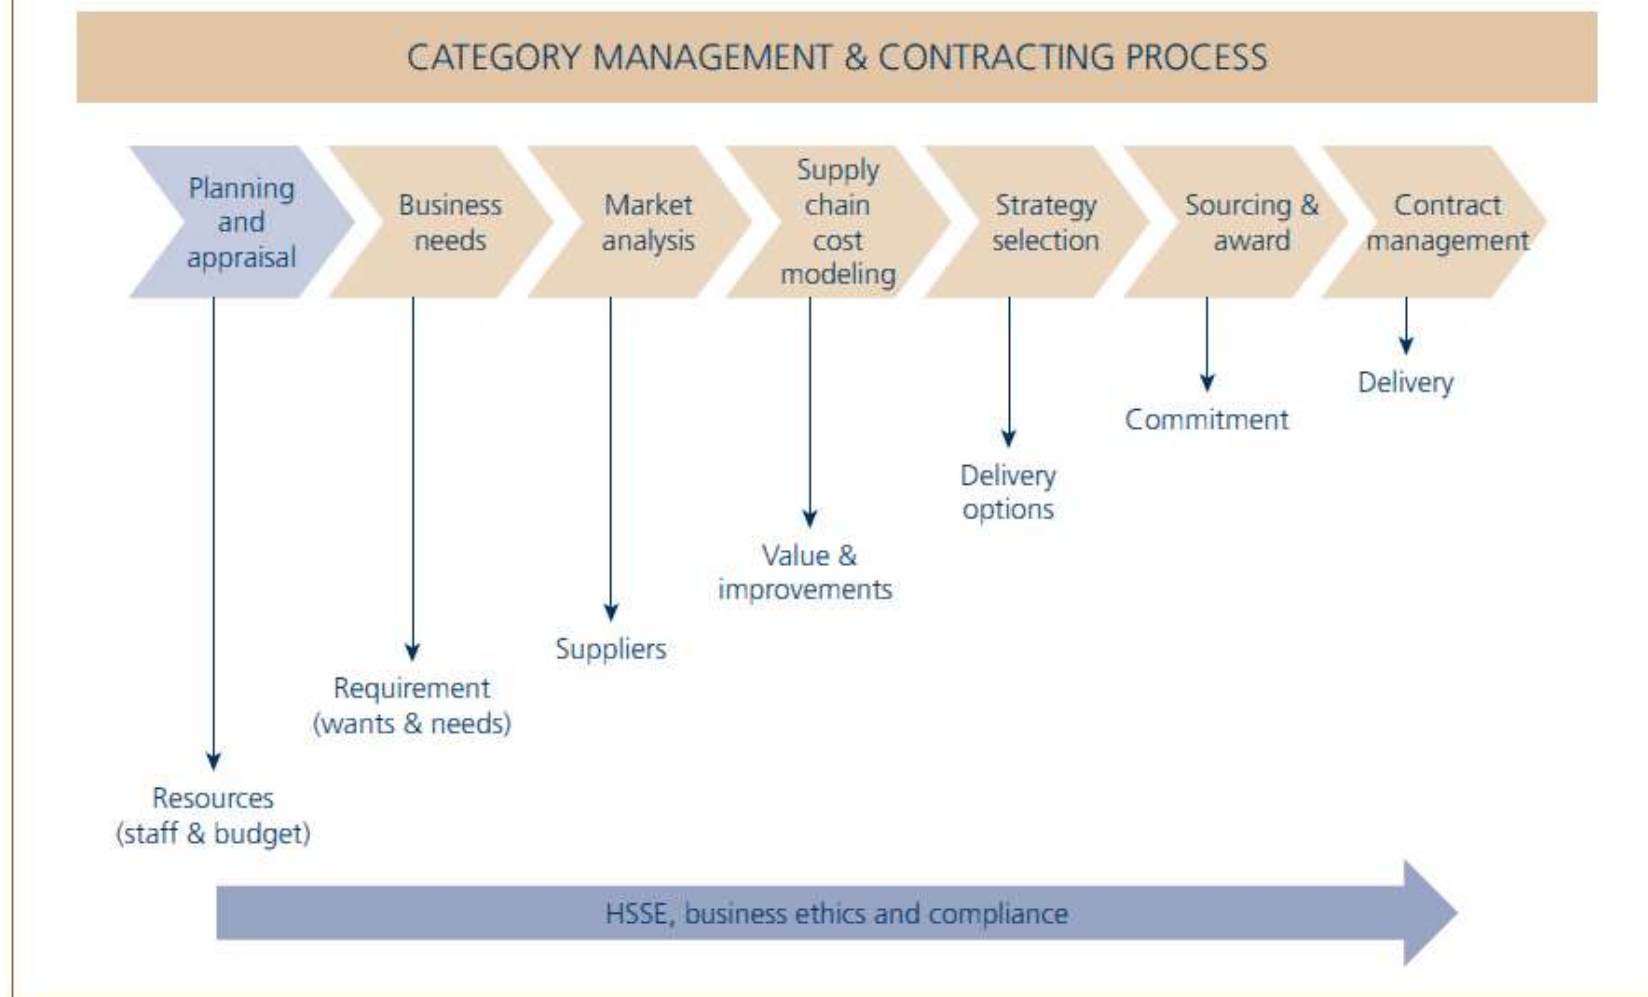 CATEGORY MANAGEMENT & CONTRACTING PROCESS
Planning
and
appraisal
Business
needs
Market
analysis
Supply
chain
cost
modeling
Strategy
selection
Sourcing &
award
Contract
management
Delivery
Commitment
Delivery
options
Value &
improvements
Suppliers
Requirement
(wants & needs)
Resources
(staff & budget)
HSSE, business ethics and compliance